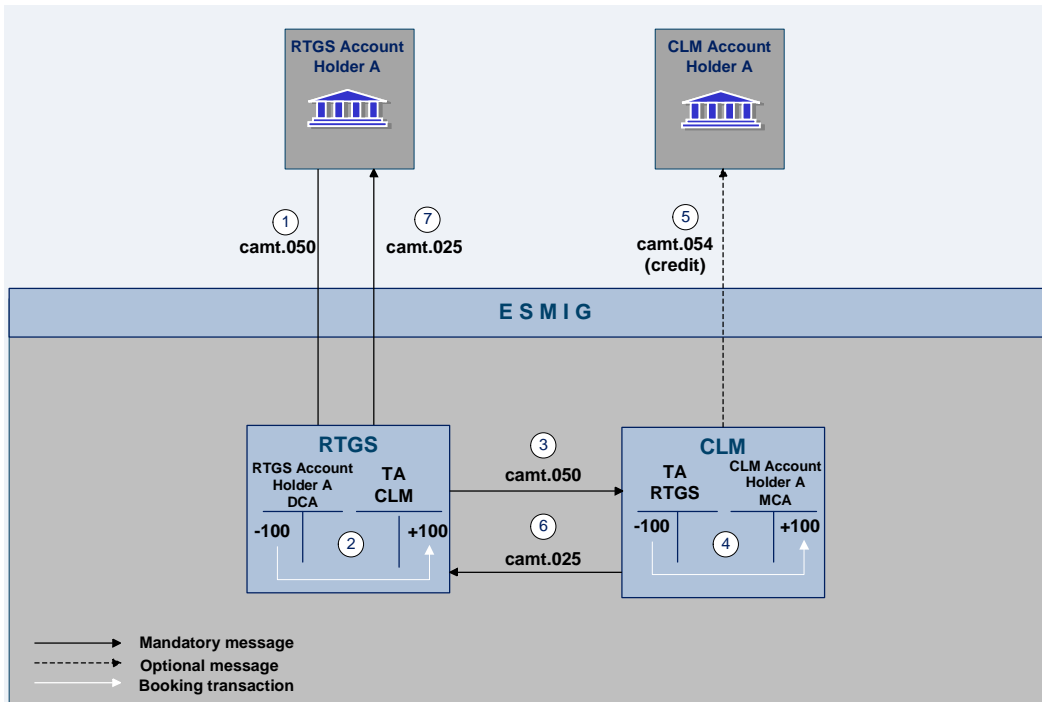 RTGS Account
Holder A
CLM Account
Holder A
1
camt.050
7
camt.025
5
camt.054
(credit)
ESMIG
RTGS
RTGS Account
Holder A
DCA
TA
CLM
-100
2
+100
3
camt.050
6
camt.025
CLM
TA
RTGS
CLM Account
Holder A
MCA
-100
4
+100
Mandatory message
Optional message
Booking transaction